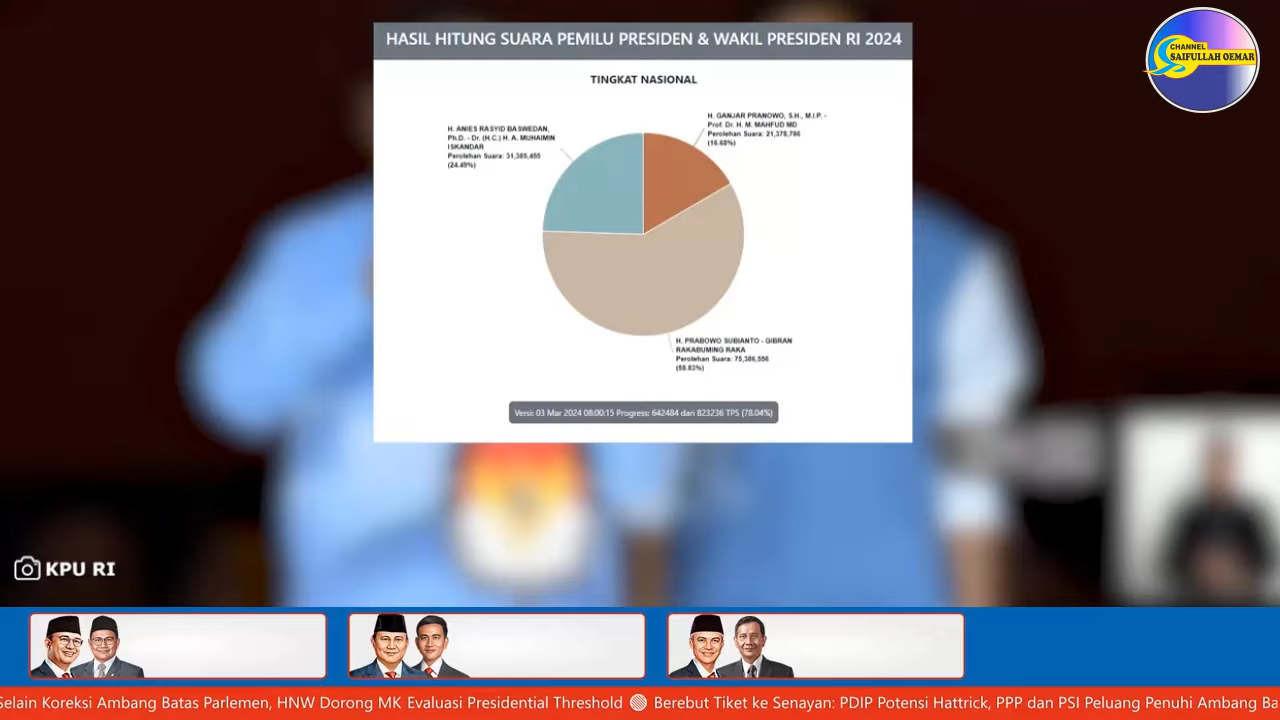 HASIL HITUNG SUARA PEMILU PRESIDEN & WAKIL PRESIDEN RI 2024
CHANNEL
SAIFULLAH OEMAR
TINGKAT NASIONAL
H. ANIES RASYID BASWEDAN,
Ph.D. - Dr. (H.C.) H. A. MUHAIMIN
ISKANDAR
Perolehan Suara: 31,385,455
(24.49%)
H. GANJAR PRANOWO, S.H., M.I.P. -
Prof. Dr. H. M. MAHFUD MD
Perolehan Suara: 21,378,786
(16.68%)
H. PRABOWO SUBIANTO - GIBRAN
RAKABUMING RAKA
Perolehan Suara: 75,386,556
(58.83%)
Versi: 03 Mar 2024 08:00:15 Progress: 642484 dari 823236 TPS (78.04%)
KPU RI
Selain Koreksi Ambang Batas Parlemen, HNW Dorong MK Evaluasi Presidential Threshold Berebut Tiket ke Senayan: PDIP Potensi Hattrick, PPP dan PSI Peluang Penuhi Ambang Ba